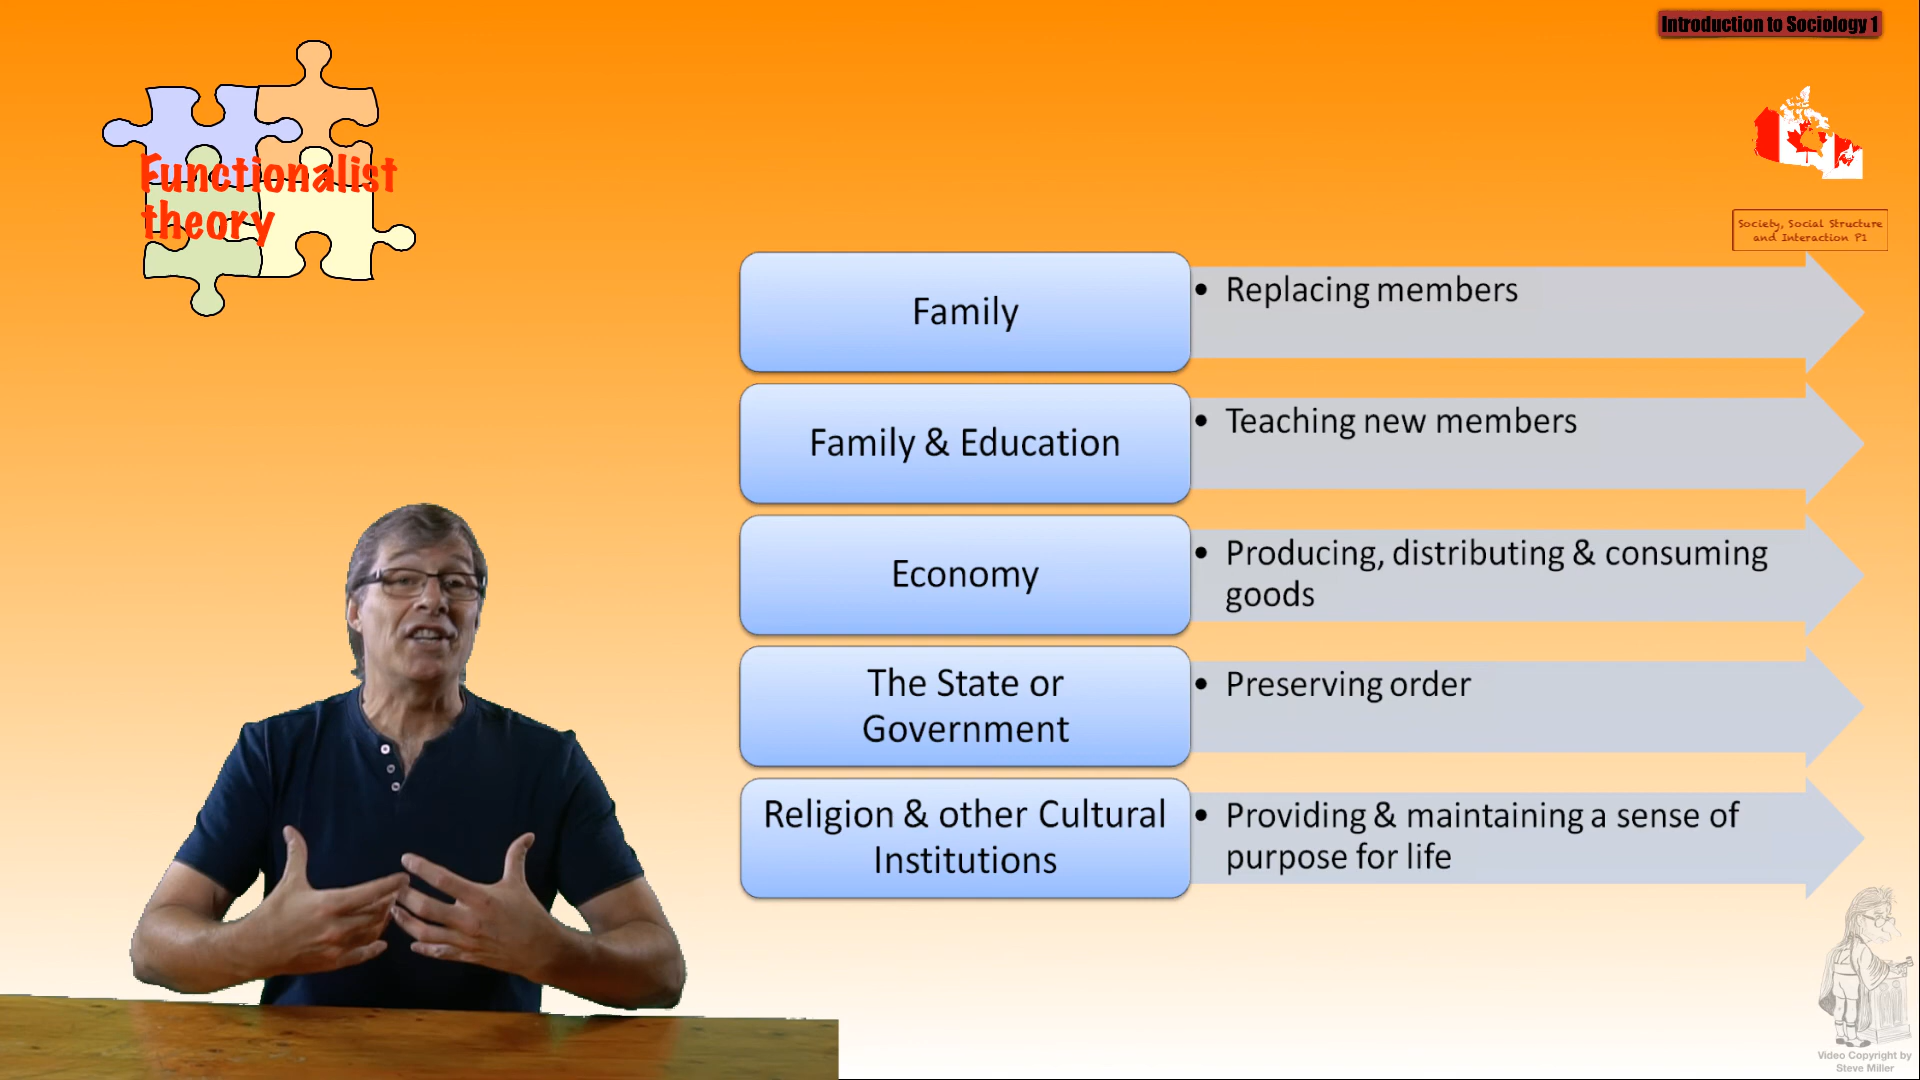 Introduction to Sociology 1
Functionalist
theory
Society, Social Structure
and Interaction P1
Family
• Replacing members
Family & Education
• Teaching new members
Economy
• Producing, distributing & consuming
goods
The State or
Government
• Preserving order
Religion & other Cultural
Institutions
• Providing & maintaining a sense of
purpose for life
Video Copyright by
Steve Miller